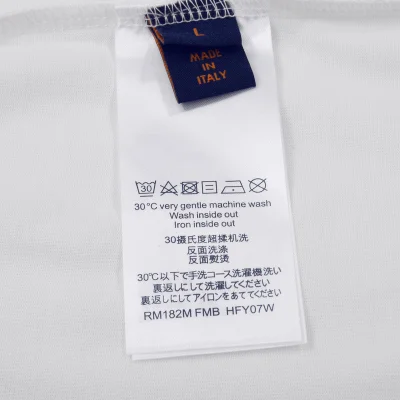 L
MADE
IN
ITALY
30
30°C very gentle machine wash
Wash inside out
Iron inside out
30摄氏度超揉机洗
反面洗涤
反面熨烫
30℃以下で手洗コース洗濯機洗い
裏返しにして洗濯してください
裏返しにしてアイロンをあてください
RM182M FMB HFY07W